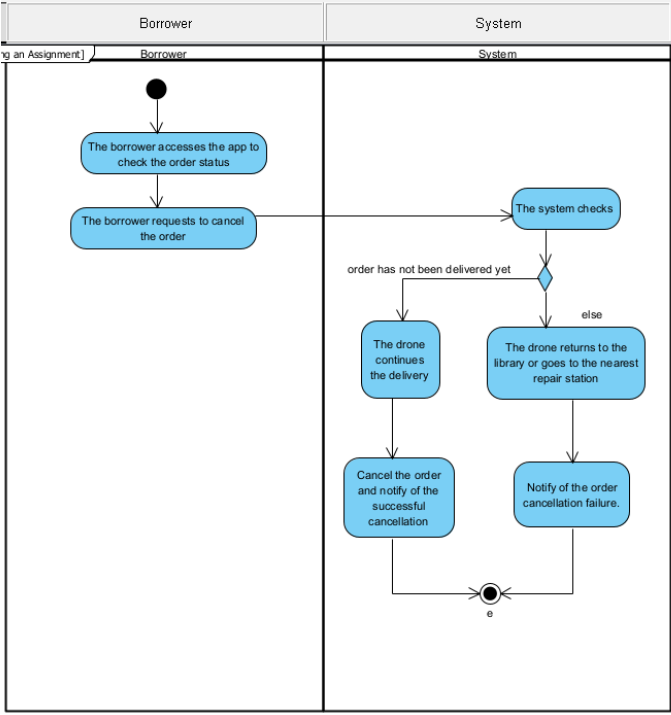 Borrower
System
ng an Assignment]
Borrower
System
The borrower accesses the app to
check the order status
The borrower requests to cancel
the order
The system checks
order has not been delivered yet
else
The drone
continues
the delivery
The drone returns to the
library or goes to the nearest
repair station
Cancel the order
and notify of the
successful
cancellation
Notify of the order
cancellation failure.
e